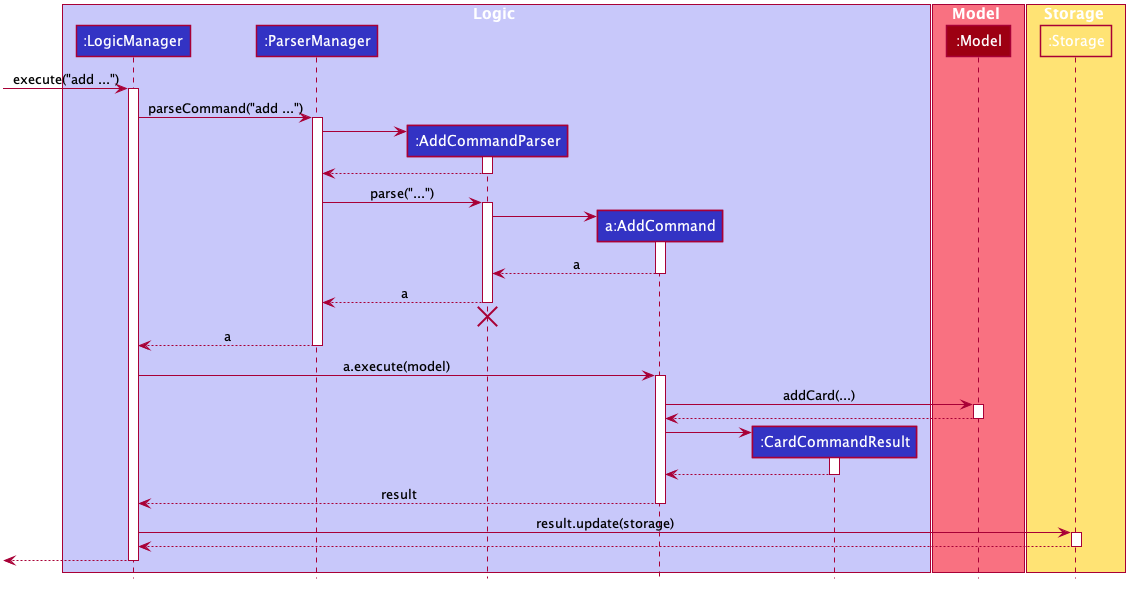 Logic
Model
Storage
:LogicManager
:ParserManager
:Model
:Storage
execute("add ...")
parseCommand("add ...")
:AddCommandParser
parse("...")
a:AddCommand
a
a
a
a.execute(model)
addCard(...)
:CardCommandResult
result
result.update(storage)